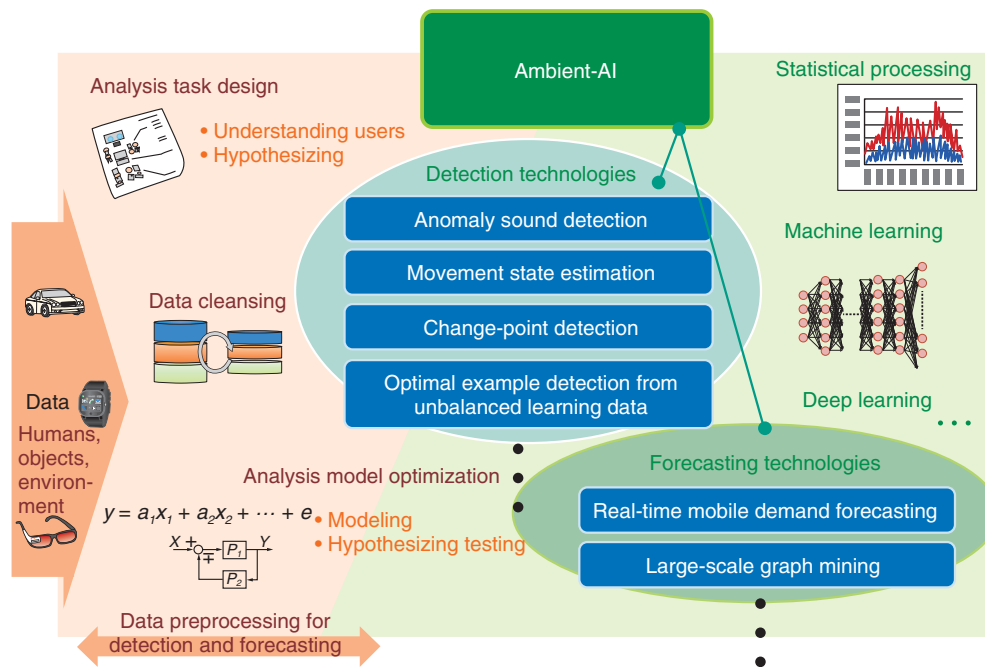 Ambient-AI
Analysis task design
• Understanding users
• Hypothesizing
Statistical processing
Detection technologies
Anomaly sound detection
Movement state estimation
Change-point detection
Optimal example detection from
unbalanced learning data
Machine learning
Data cleansing
Deep learning
Data
Humans,
objects,
environ-
ment
Analysis model optimization
y = a₁x₁ + a₂x₂ + ⋯ + e
• Modeling
• Hypothesizing testing
X + P₁ Y
∓
P₂
Forecasting technologies
Real-time mobile demand forecasting
Large-scale graph mining
Data preprocessing for
detection and forecasting